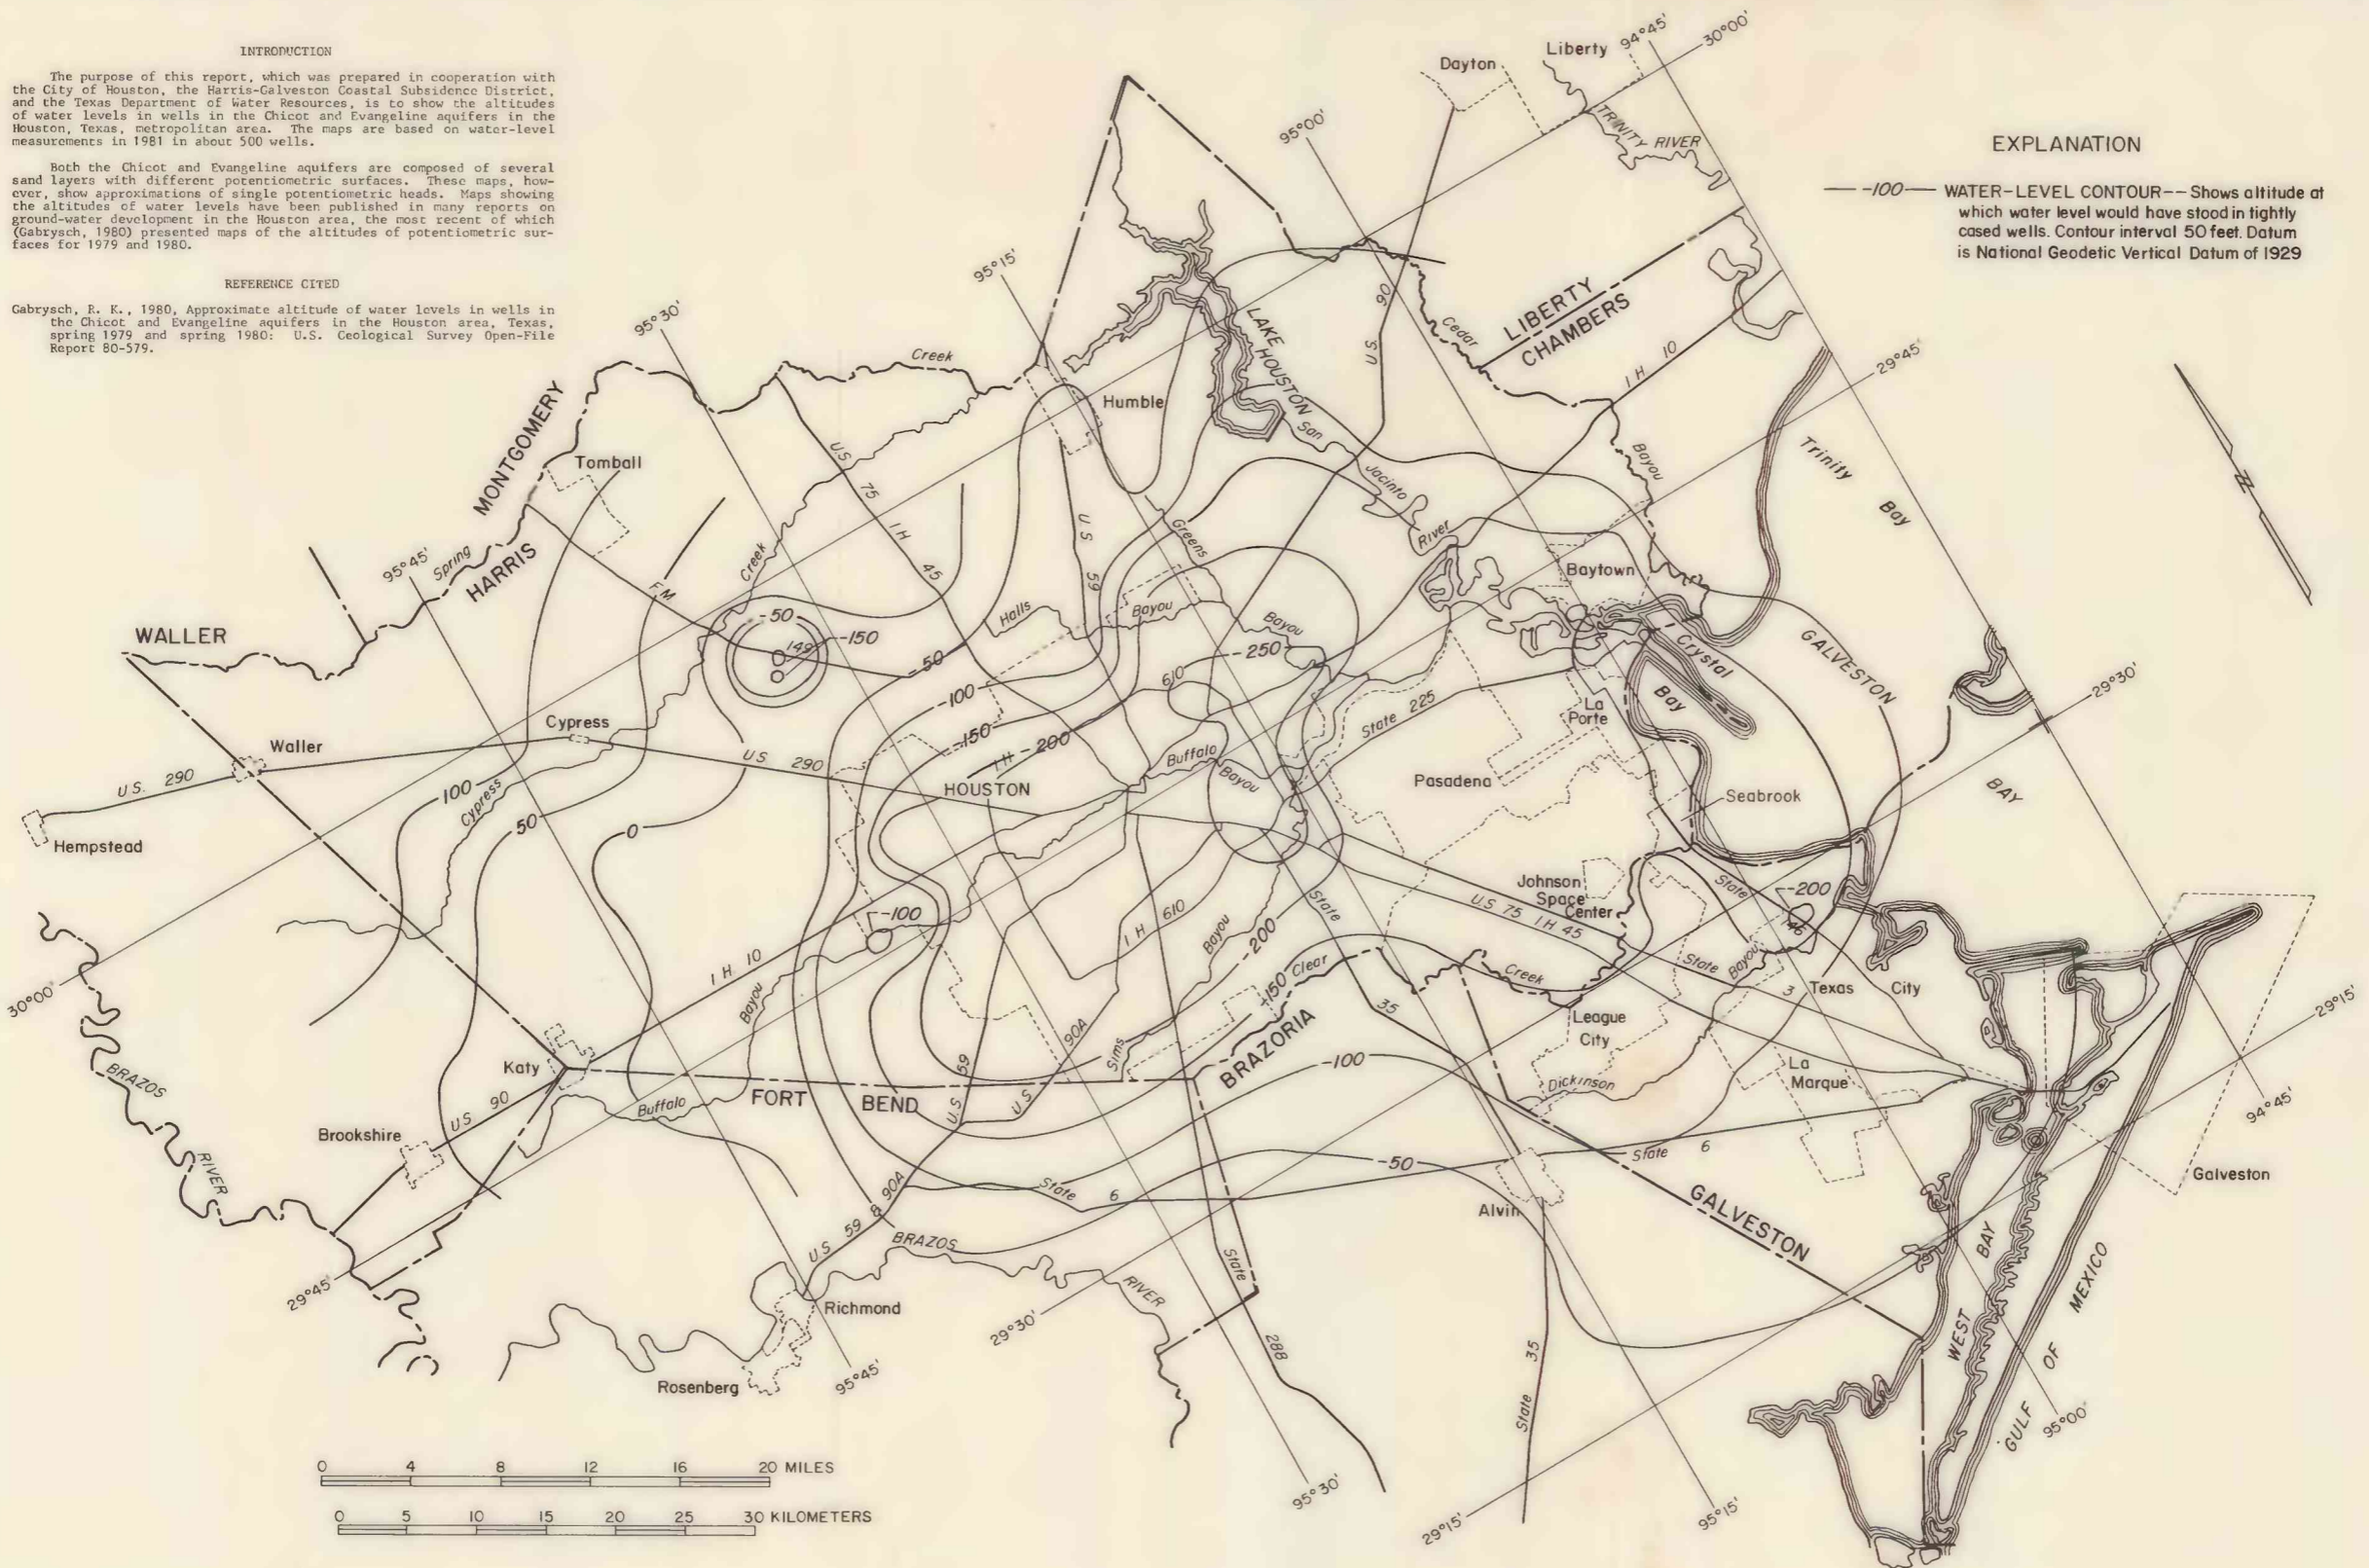 INTRODUCTION
The purpose of this report, which was prepared in cooperation with
the City of Houston, the Harris-Galveston Coastal Subsidence District,
and the Texas Department of Water Resources, is to show the altitudes
of water levels in wells in the Chicot and Evangeline aquifers in the
Houston, Texas, metropolitan area. The maps are based on water-level
measurements in 1981 in about 500 wells.
Both the Chicot and Evangeline aquifers are composed of several
sand layers with different potentiometric surfaces. These maps, how-
ever, show approximations of single potentiometric heads. Maps showing
the altitudes of water levels have been published in many reports on
ground-water development in the Houston area, the most recent of which
(Gabrysch, 1980) presented maps of the altitudes of potentiometric sur-
faces for 1979 and 1980.
REFERENCE CITED
Gabrysch, R. K., 1980, Approximate altitude of water levels in wells in
the Chicot and Evangeline aquifers in the Houston area, Texas,
spring 1979 and spring 1980: U.S. Geological Survey Open-File
Report 80-579.
EXPLANATION
-100 WATER-LEVEL CONTOUR--Shows altitude at
which water level would have stood in tightly
cased wells. Contour interval 50 feet. Datum
is National Geodetic Vertical Datum of 1929
Liberty
94°45'
30°00'
Dayton
95°00'
TRINITY RIVER
95°15'
95°30'
U.S. 90
Cedar
LIBERTY
CHAMBERS
LAKE
HOUSTON
Creek
IH 10
29°45'
Humble
San
Jacinto
River
Bayou
Trinity
Bay
MONTGOMERY
Tomball
US 75 IH 45
US 59
Greens
Bayou
95°45'
Spring
HARRIS
FM
Creek
Halls
Bayou
Baytown
WALLER
-50
149
-150
-50
-250
Crystal
Bay
GALVESTON
BAY
29°30'
-100
610
State 225
La
Porte
Cypress
Waller
U.S. 290
US 290
-150
IH
-200
Buffalo
Bayou
HOUSTON
Pasadena
Seabrook
Hempstead
100
Cypress
50
0
Johnson
Space
Center
State
-200
146
-100
U.S 75 IH 45
State
IH 610
Bayou
-200
IH 10
Bayou
-150
Clear
Creek
State
3
Bayou
Texas City
30°00'
35
League
City
29°15'
BRAZOS
RIVER
Katy
US 90
Brookshire
Buffalo
FORT BEND
US 59
US 90A
Sims
BRAZORIA
-100
Dickinson
La
Marque
94°45'
-50
State 6
State 6
Galveston
Alvin
GALVESTON
US 59 & 90A
BRAZOS
RIVER
State
288
29°45'
Richmond
Rosenberg
95°45'
29°30'
35
State
WEST BAY
GULF OF MEXICO
95°00'
95°30'
29°15'
95°15'
N
0 4 8 12 16 20 MILES
0 5 10 15 20 25 30 KILOMETERS